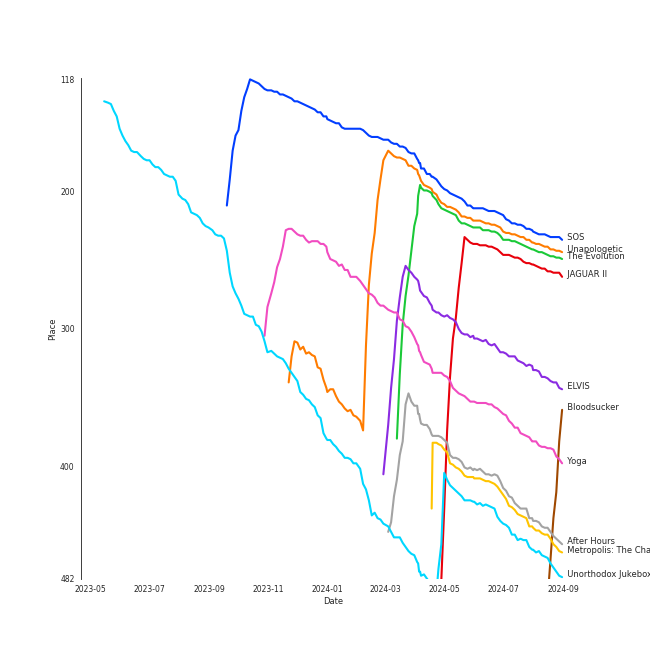 118
200
300
400
482
Place
2023-05
2023-07
2023-09
2023-11
2024-01
2024-03
2024-05
2024-07
2024-09
Date
SOS
Unapologetic
The Evolution
JAGUAR II
ELVIS
Bloodsucker
Yoga
After Hours
Metropolis: The Cha
Unorthodox Jukebox